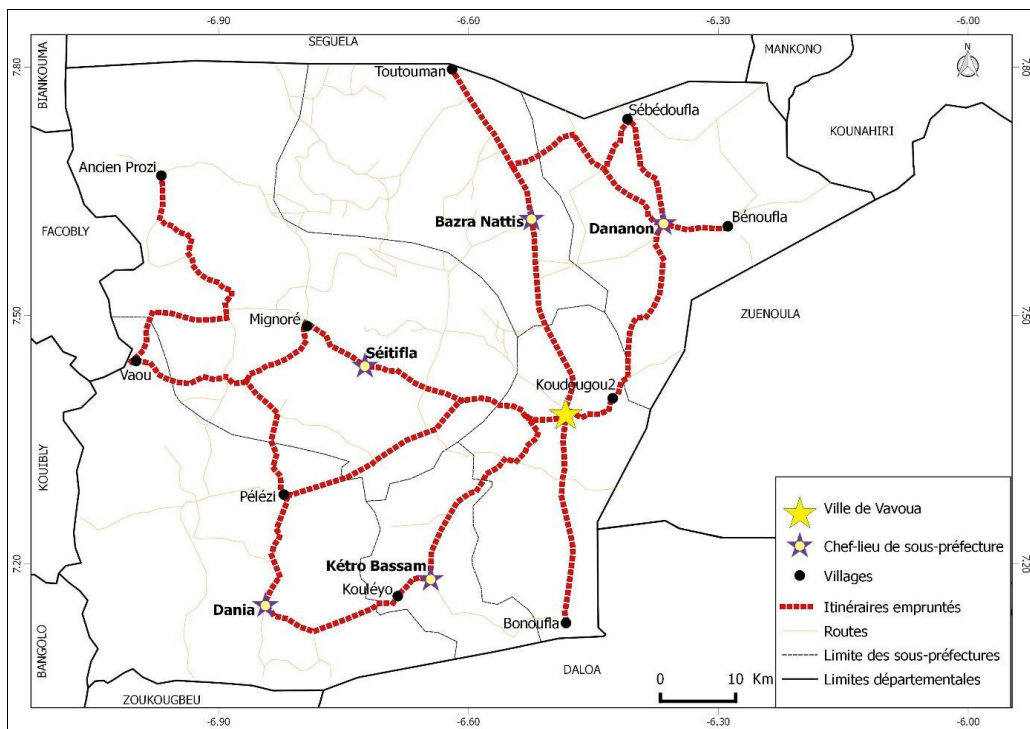 -6.90
-6.60
-6.30
-6.00
SEGUELA
MANKONO
BIANKOUMA
7.80
Toutouman
N
7.80
Sébédoufla
KOUNAHIRI
Ancien Prozi
Bazra Nattis
Dananon
Bénoufla
FACOBLY
7.50
Mignoré
ZUENOULA
7.50
Séitifla
Vaou
Koudougou2
KOUIBLY
Pélézi
Ville de Vavoua
Chef-lieu de sous-préfecture
7.20
Kétro Bassam
7.20
Villages
Kouléyo
Dania
Itinéraires empruntés
Bonoufla
Routes
BANGOLO
Limite des sous-préfectures
DALOA
0 10 Km
Limites départementales
ZOUKOUGBEU
-6.90
-6.60
-6.30
-6.00